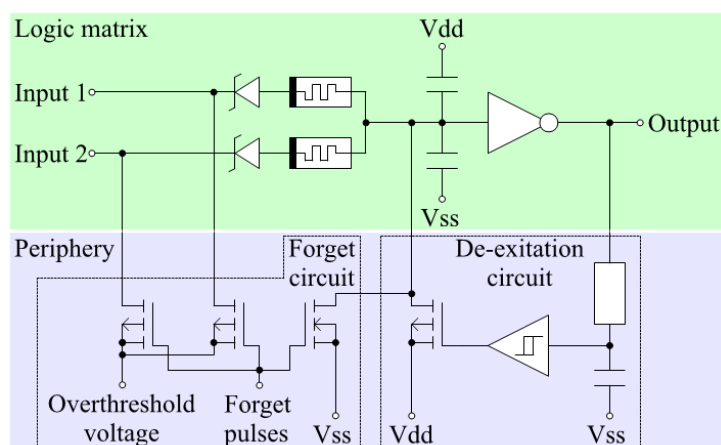 Logic matrix
Vdd
Input 1
Input 2
Output
Vss
Periphery
Forget
circuit
De-exitation
circuit
Overthreshold
voltage
Forget
pulses
Vss
Vdd
Vss